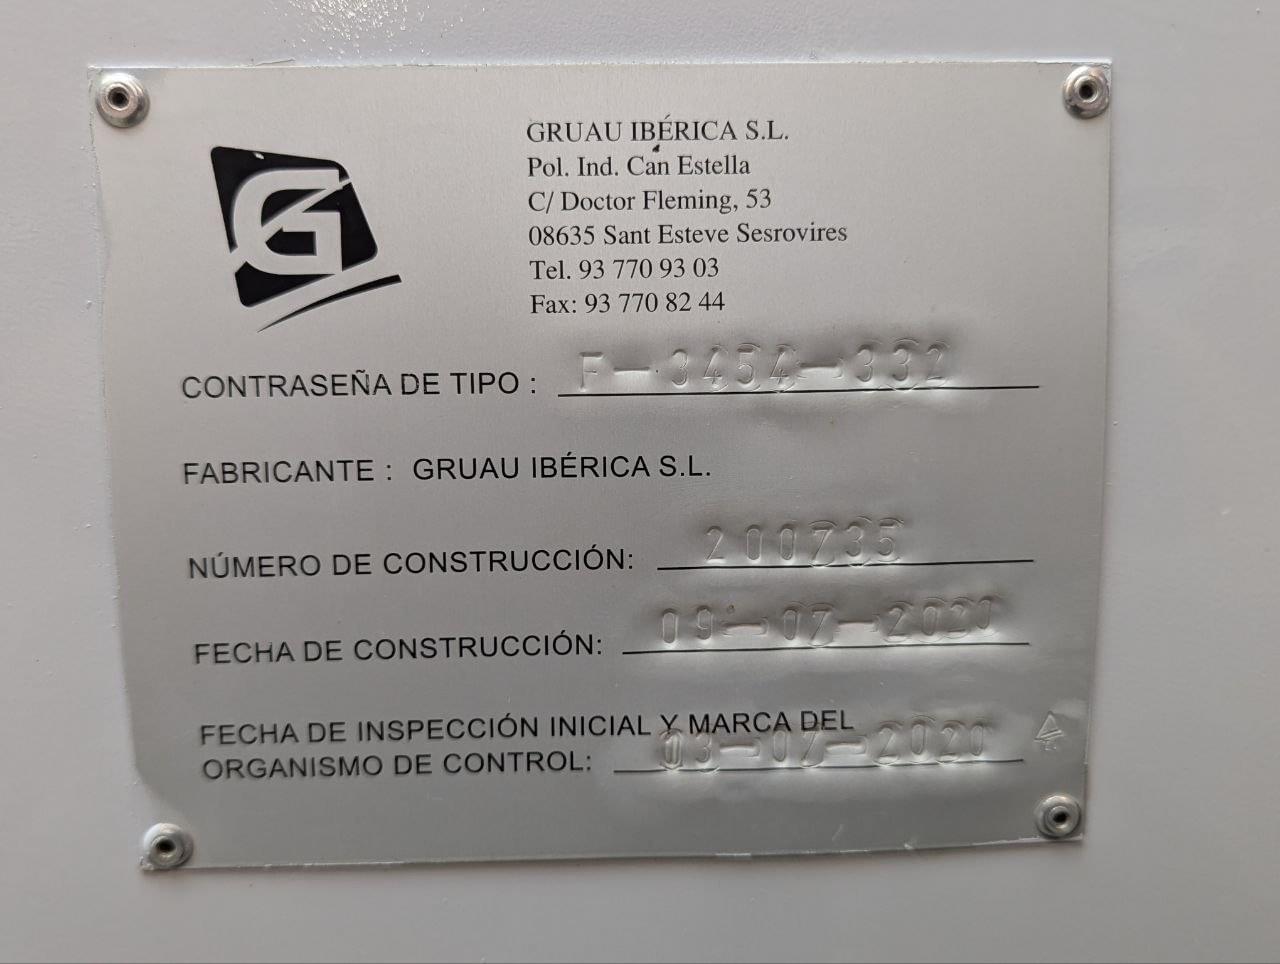 GRUAU IBÉRICA S.L.
Pol. Ind. Can Estella
C/ Doctor Fleming, 53
08635 Sant Esteve Sesrovires
Tel. 93 770 93 03
Fax: 93 770 82 44
CONTRASEÑA DE TIPO : F-3454-332
FABRICANTE : GRUAU IBÉRICA S.L.
NÚMERO DE CONSTRUCCIÓN: 200735
FECHA DE CONSTRUCCIÓN: 09-07-2020
FECHA DE INSPECCIÓN INICIAL Y MARCA DEL
ORGANISMO DE CONTROL: 03-07-2020